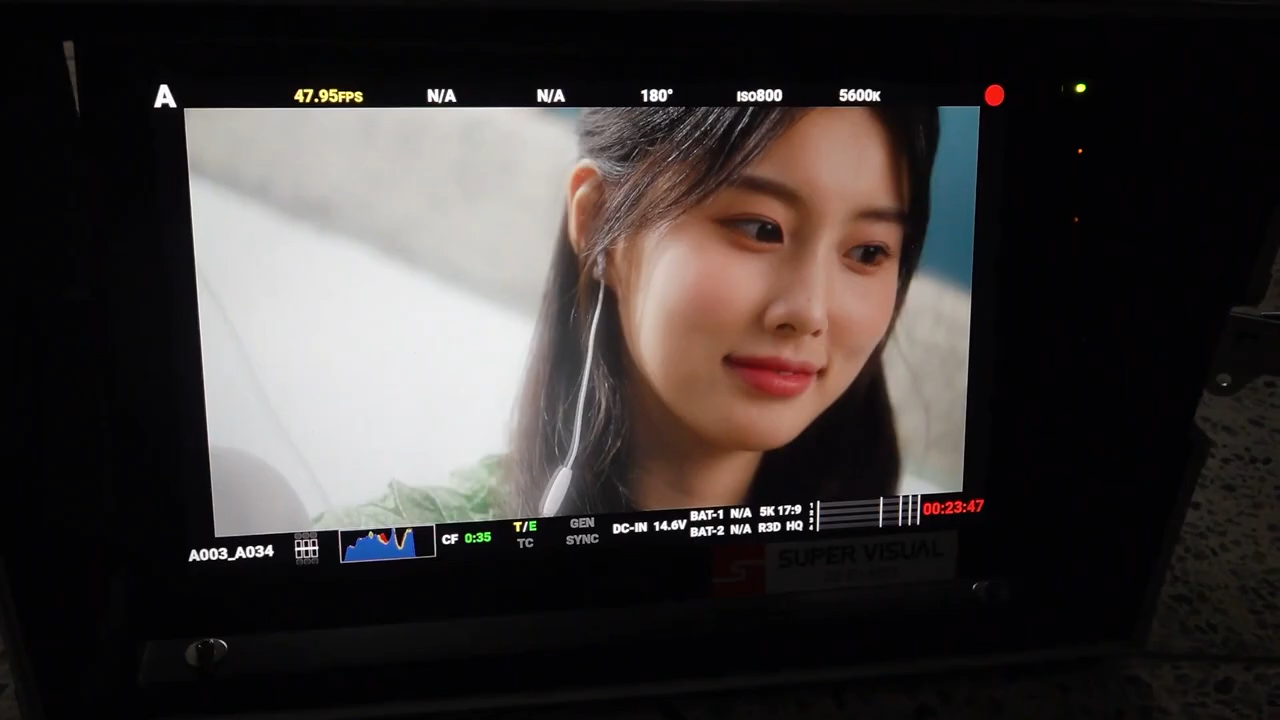 A 47.95FPS N/A N/A 180° ISO800 5600K
A003_A034 CF 0:35 T/E TC GEN SYNC DC-IN 14.6V BAT-1 N/A 5K 17:9 00:23:47
BAT-2 N/A R3D HQ
SUPER VISUAL